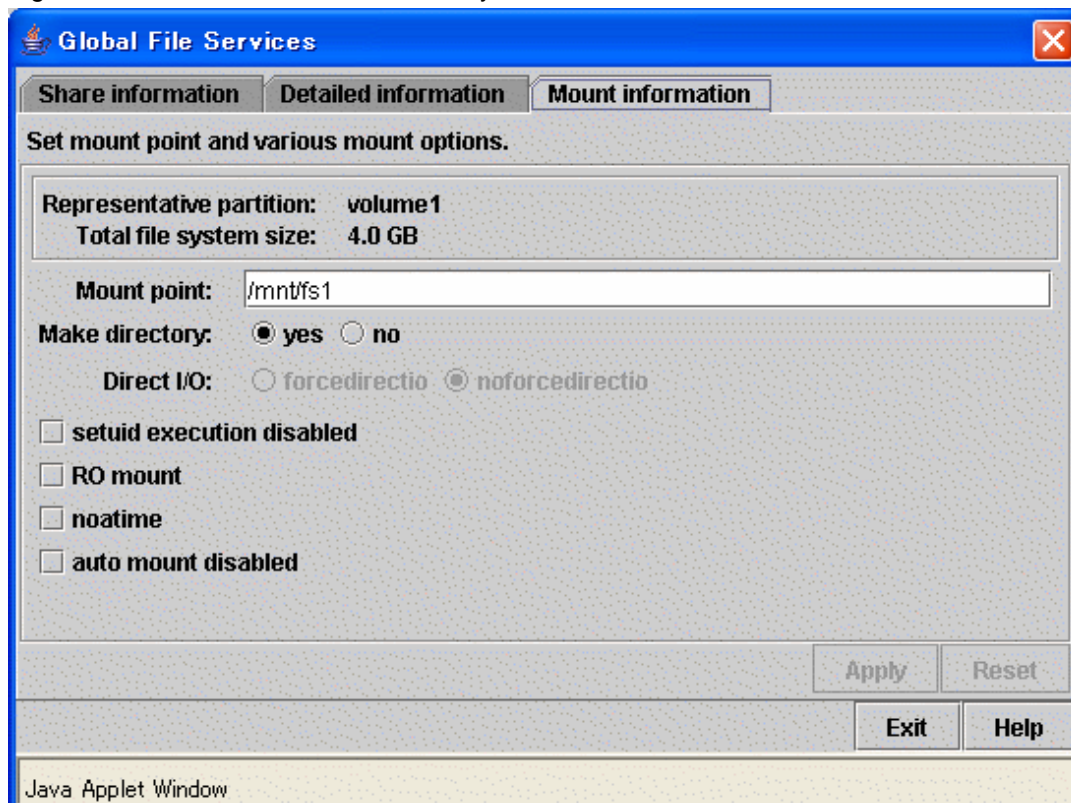 Global File Services
Share information Detailed information Mount information
Set mount point and various mount options.
Representative partition: volume1
Total file system size: 4.0 GB
Mount point: /mnt/fs1
Make directory: yes no
Direct I/O: forcedirectio noforcedirectio
setuid execution disabled
RO mount
noatime
auto mount disabled
Apply Reset
Exit Help
Java Applet Window